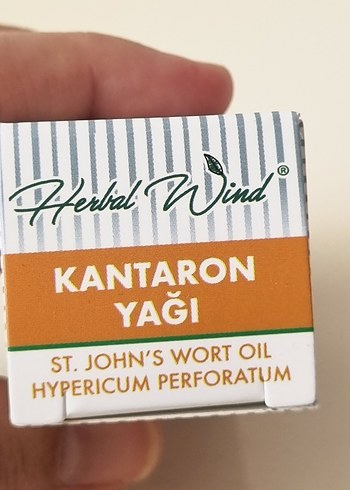 Herbal Wind®
KANTARON
YAĞI
ST. JOHN'S WORT OIL
HYPERICUM PERFORATUM